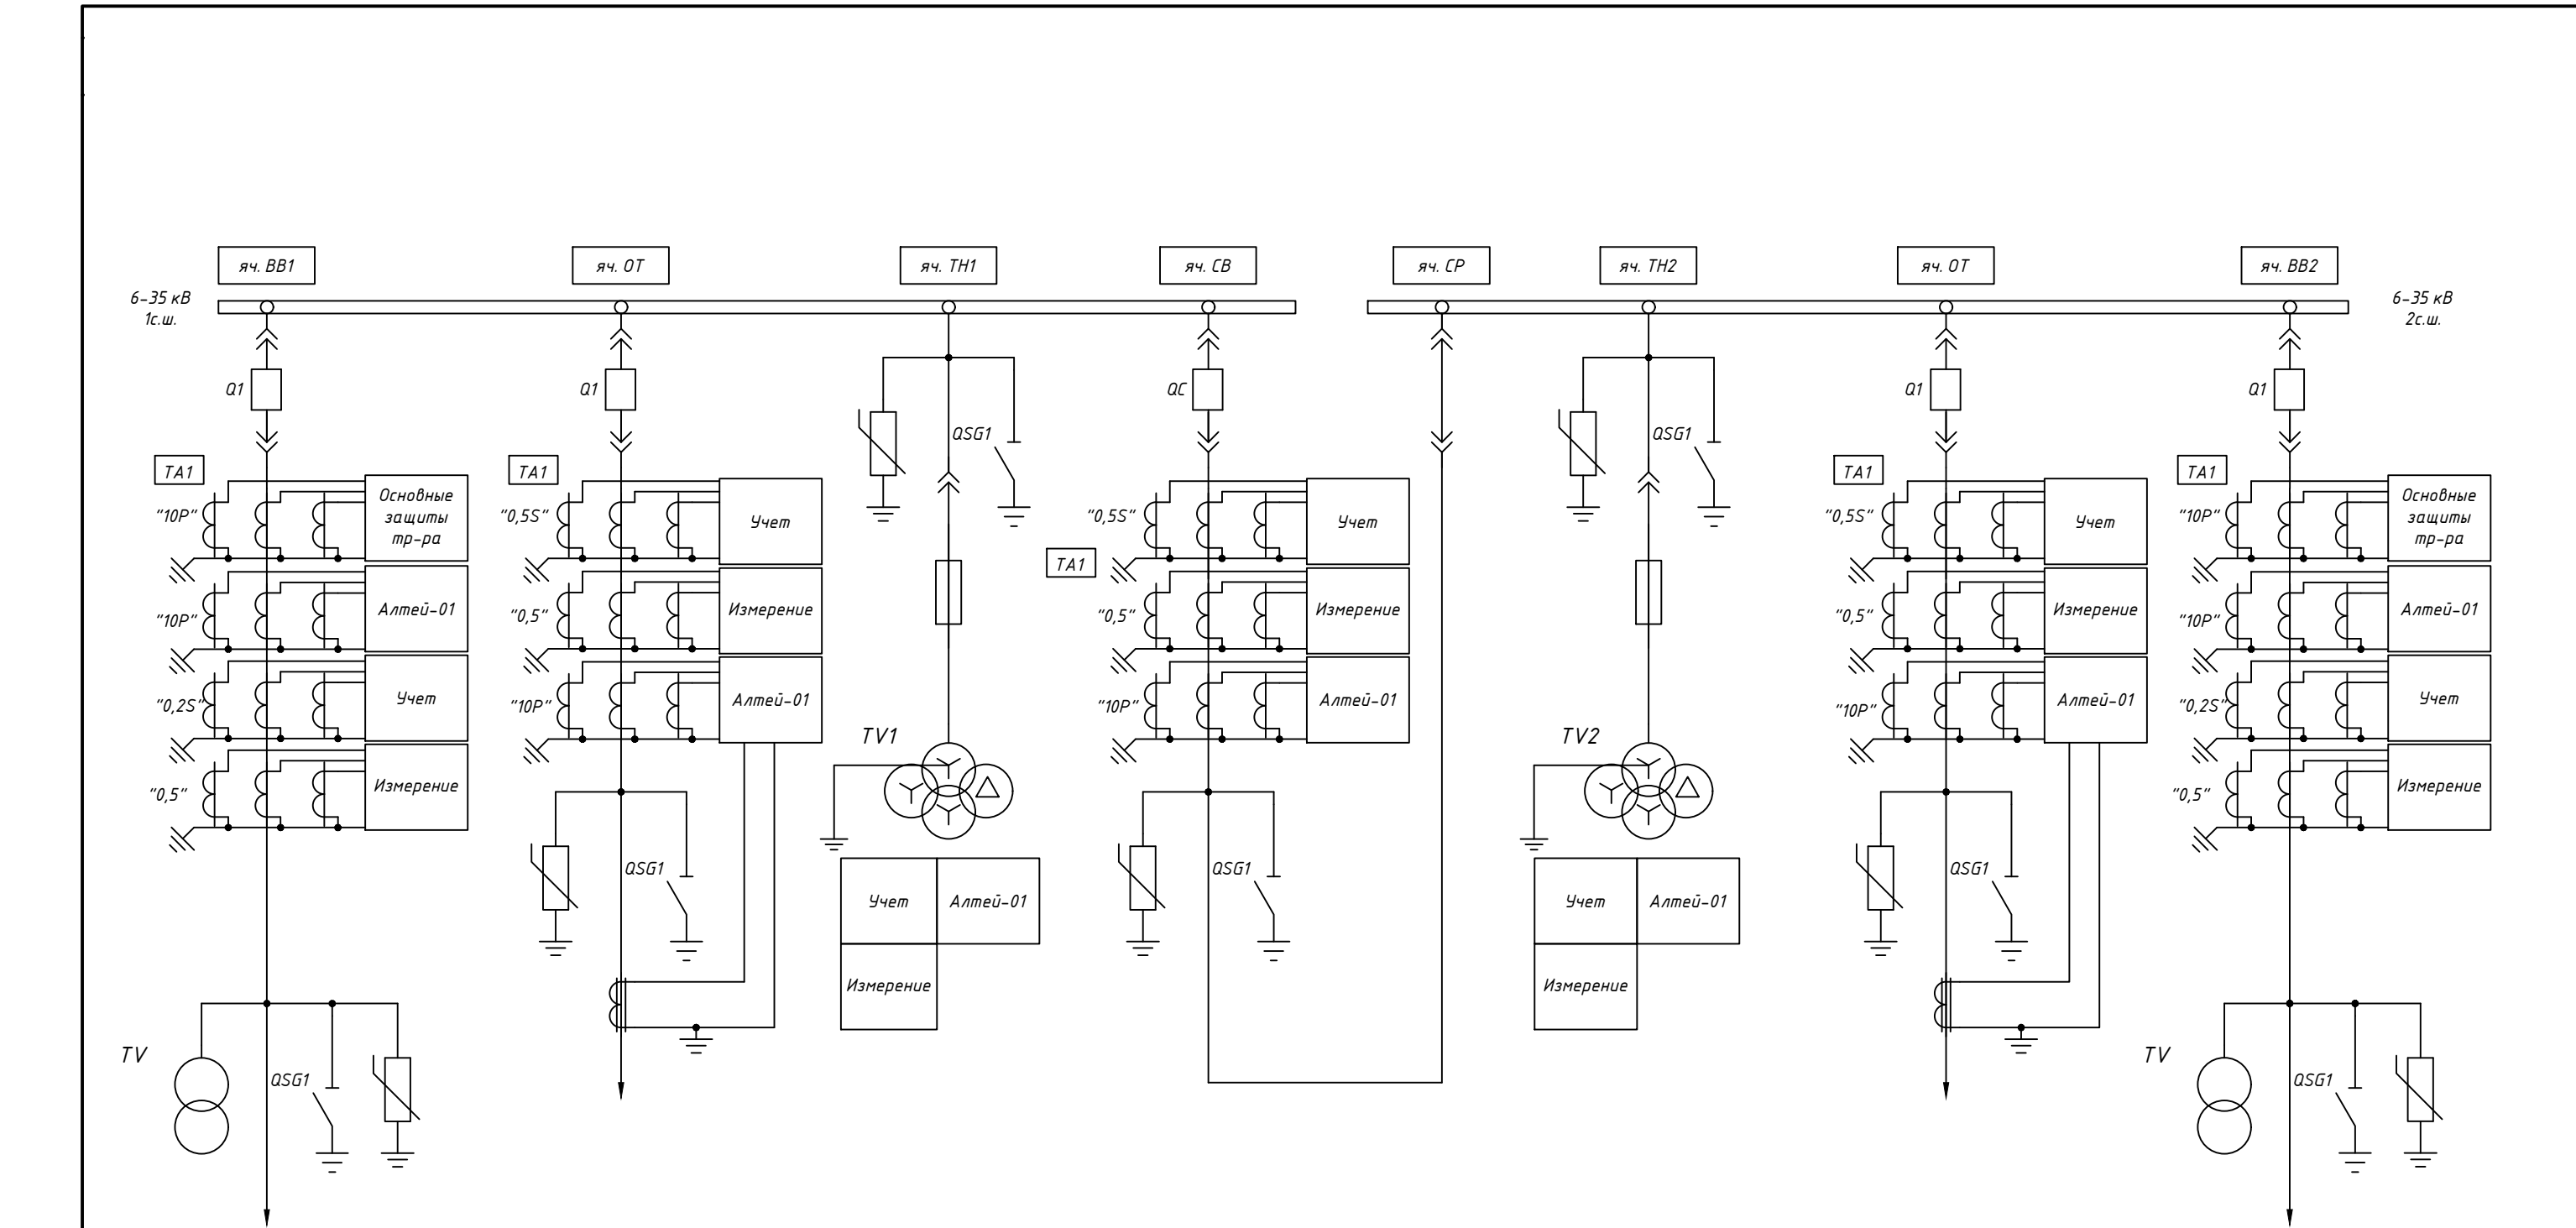 яч. ВВ1
яч. ОТ
яч. ТН1
яч. СВ
яч. СР
яч. ТН2
яч. ОТ
яч. ВВ2
6-35 кВ
1с.ш.
6-35 кВ
2с.ш.
Q1
Q1
QC
Q1
Q1
QSG1
QSG1
TA1
TA1
TA1
TA1
"10Р"
Основные
защиты
тр-ра
"0,5S"
Учет
"0,5S"
Учет
"0,5S"
Учет
"10Р"
Основные
защиты
тр-ра
TA1
"10Р"
Алтей-01
"0,5"
Измерение
"0,5"
Измерение
"0,5"
Измерение
"10Р"
Алтей-01
"0,2S"
Учет
"10Р"
Алтей-01
"10Р"
Алтей-01
"10Р"
Алтей-01
"0,2S"
Учет
TV1
TV2
"0,5"
Измерение
"0,5"
Измерение
QSG1
QSG1
QSG1
Учет
Алтей-01
Учет
Алтей-01
Измерение
Измерение
TV
QSG1
TV
QSG1